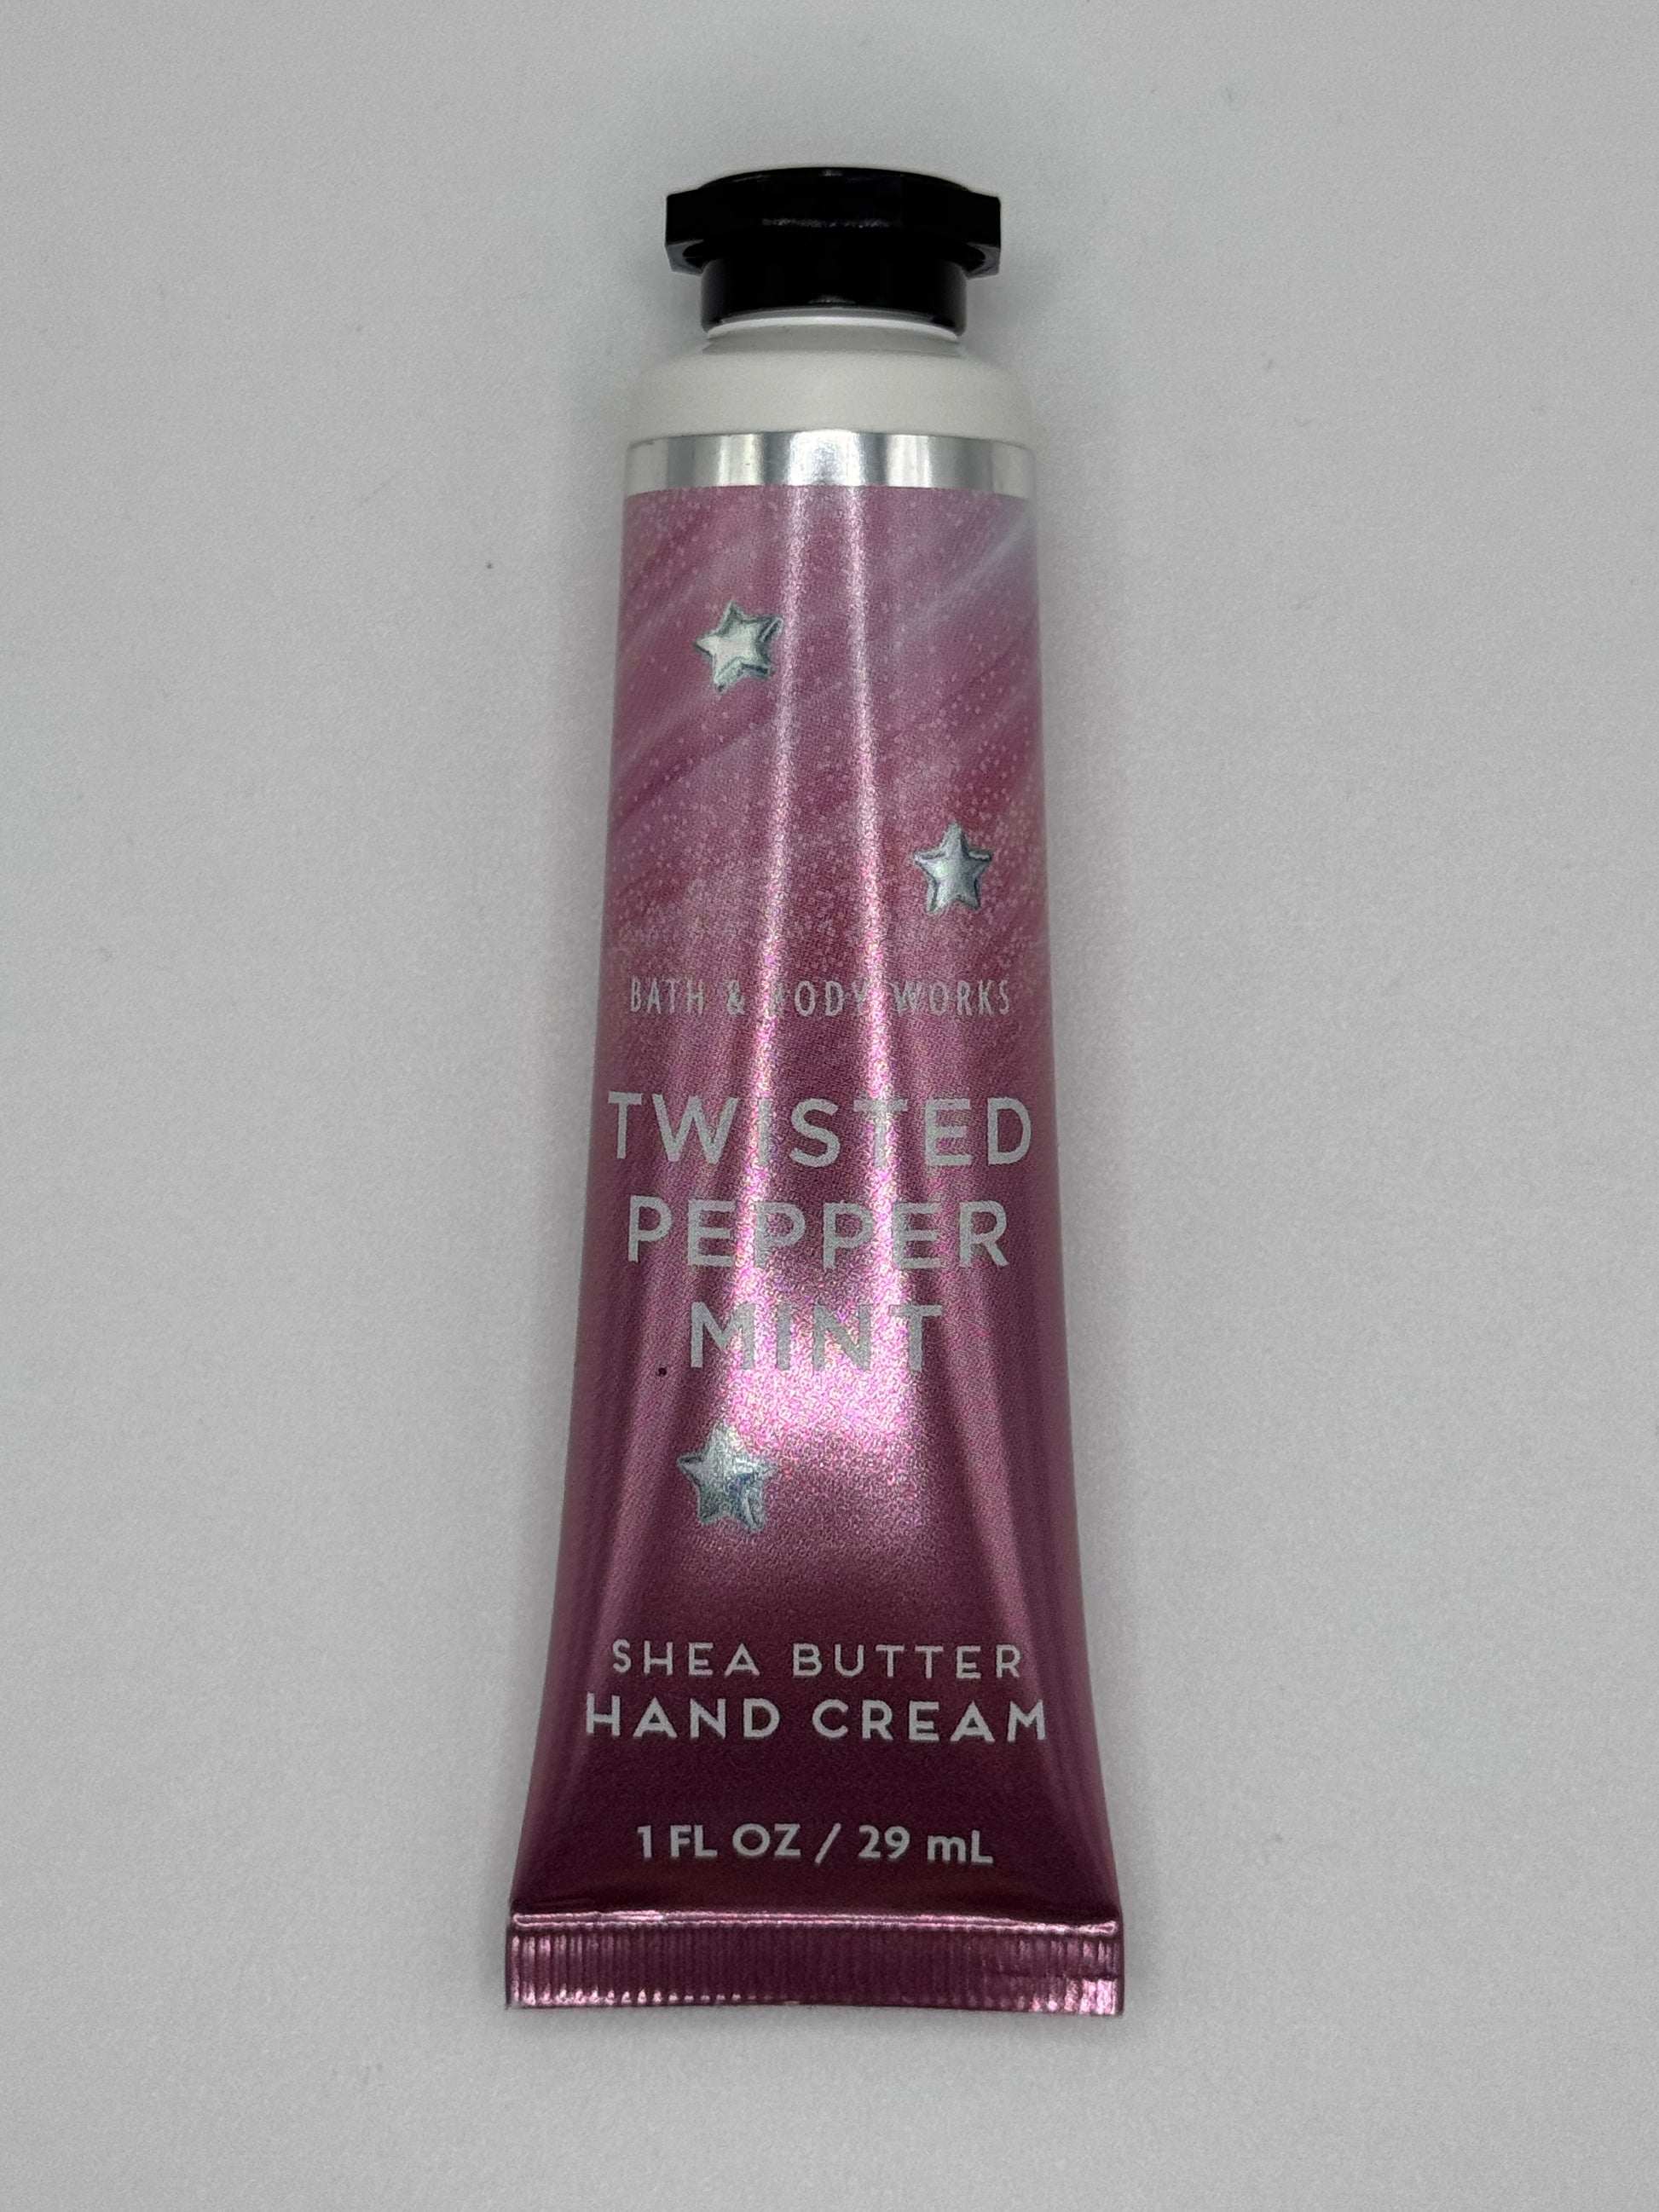 BATH & BODY WORKS
TWISTED
PEPPER
MINT
SHEA BUTTER
HAND CREAM
1 FL OZ / 29 mL